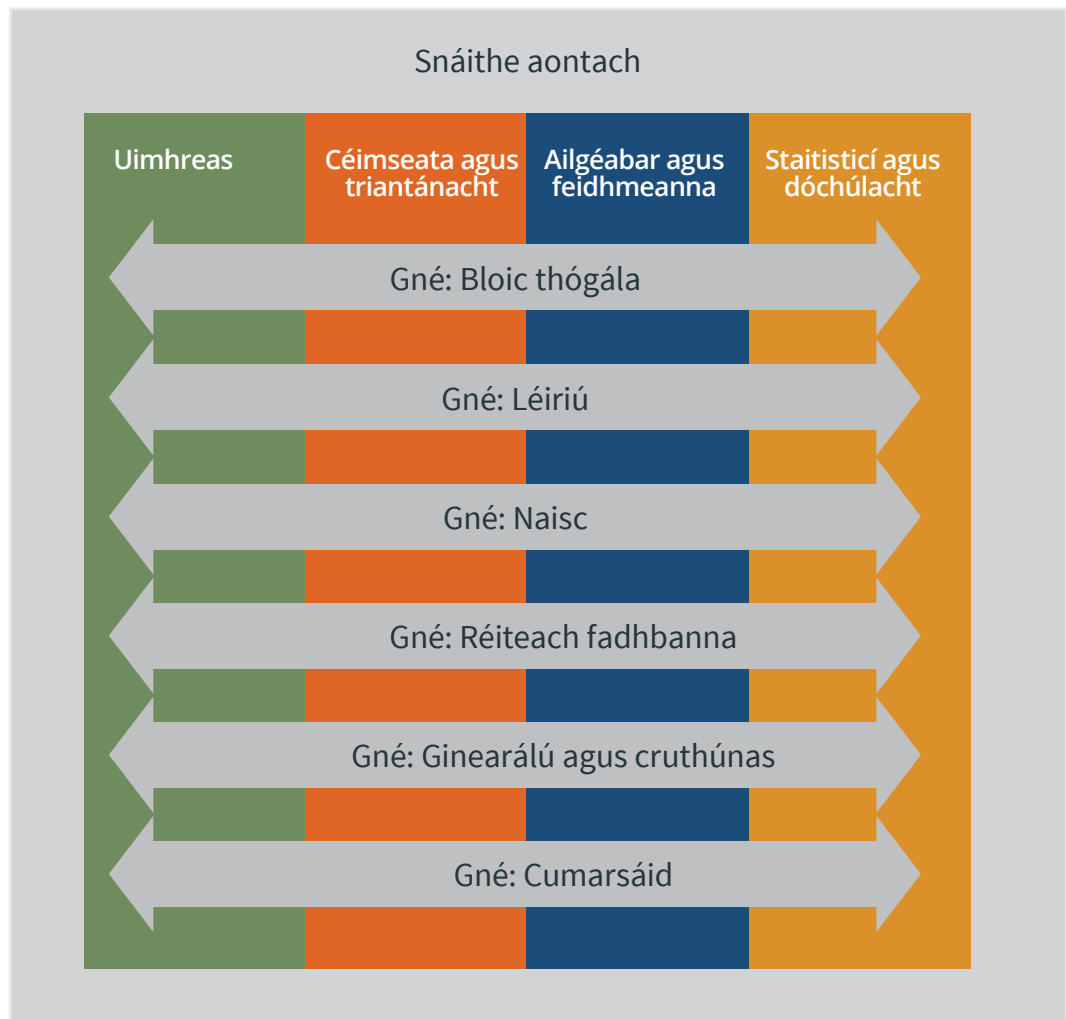 Snáithe aontach
Uimhreas
Céimseata agus
triantánacht
Ailgéabar agus
feidhmeanna
Staitisticí agus
dóchúlacht
Gné: Bloic thógála
Gné: Léiriú
Gné: Naisc
Gné: Réiteach fadhbanna
Gné: Ginearálú agus cruthúnas
Gné: Cumarsáid